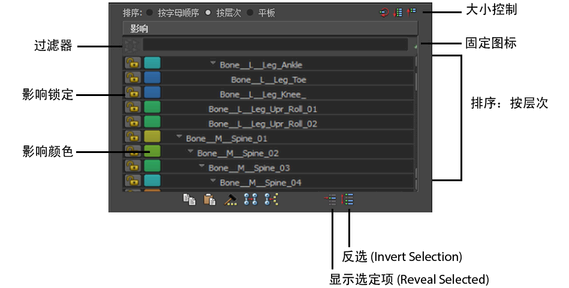 排序: 按字母顺序 按层次 平板
大小控制
影响
过滤器
固定图标
Bone__L__Leg_Ankle
Bone__L__Leg_Toe
影响锁定
Bone__L__Leg_Knee_
排序：按层次
Bone__L__Leg_Upr_Roll_01
Bone__L__Leg_Upr_Roll_02
Bone__M__Spine_01
影响颜色
Bone__M__Spine_02
Bone__M__Spine_03
Bone__M__Spine_04
反选 (Invert Selection)
显示选定项 (Reveal Selected)